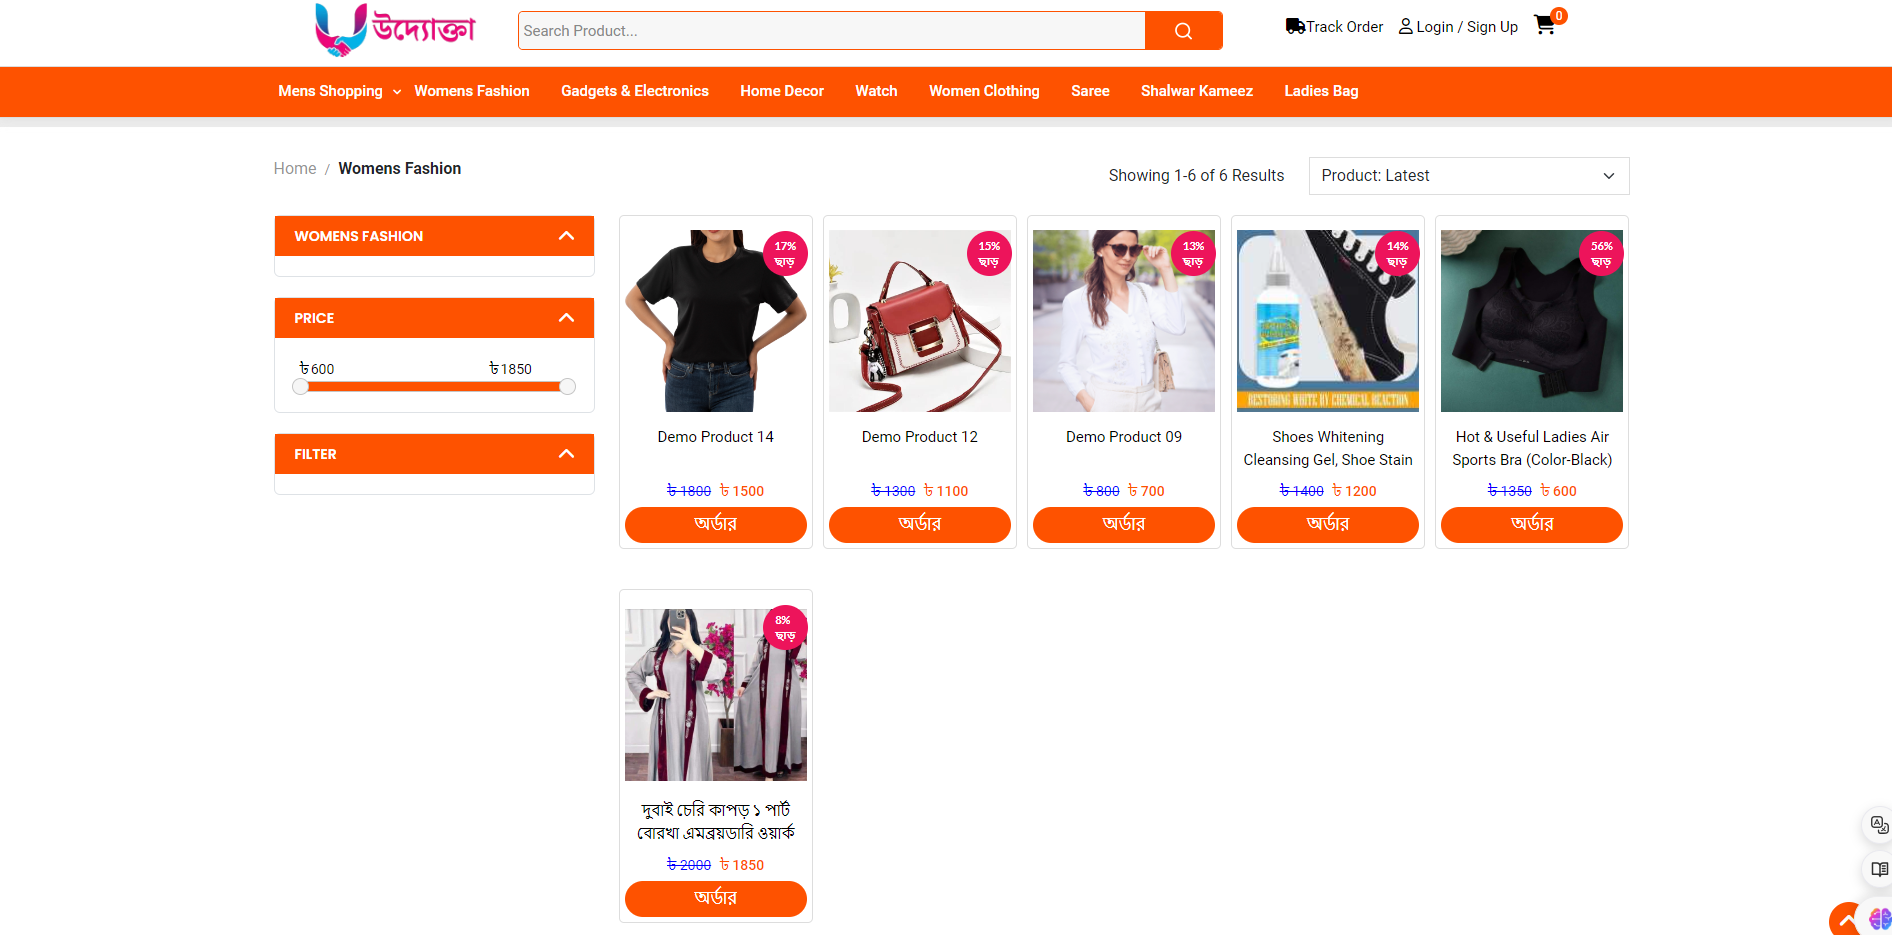 উদ্যোক্তা
Search Product...
Track Order
Login / Sign Up
0
Mens Shopping
Womens Fashion
Gadgets & Electronics
Home Decor
Watch
Women Clothing
Saree
Shalwar Kameez
Ladies Bag
Home / Womens Fashion
Showing 1-6 of 6 Results
Product: Latest
WOMENS FASHION
PRICE
৳600
৳1850
FILTER
17%
ছাড়
Demo Product 14
৳ 1800 ৳ 1500
অর্ডার
15%
ছাড়
Demo Product 12
৳ 1300 ৳ 1100
অর্ডার
13%
ছাড়
Demo Product 09
৳ 800 ৳ 700
অর্ডার
14%
ছাড়
RESTORING WHITE BY CHEMICAL REACTION
Shoes Whitening
Cleansing Gel, Shoe Stain
৳ 1400 ৳ 1200
অর্ডার
56%
ছাড়
Hot & Useful Ladies Air
Sports Bra (Color-Black)
৳ 1350 ৳ 600
অর্ডার
8%
ছাড়
দুবাই চেরি কাপড় ১ পার্ট
বোরখা এমব্রয়ডারি ওয়ার্ক
৳ 2000 ৳ 1850
অর্ডার